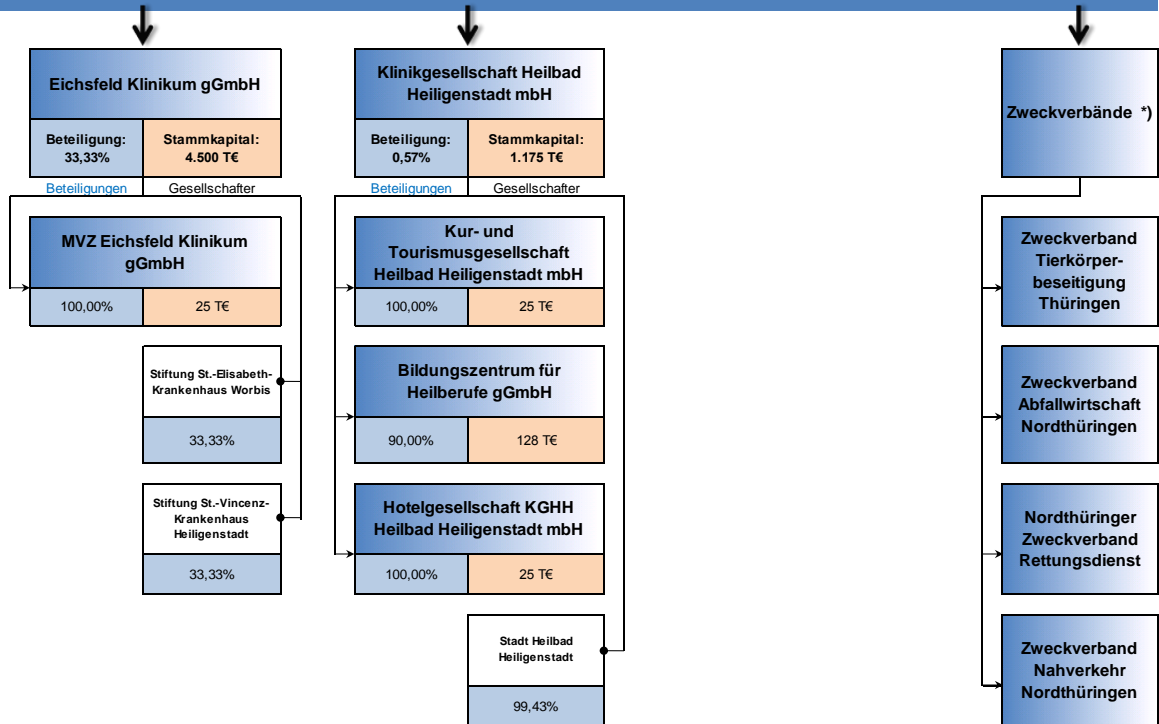 Eichsfeld Klinikum gGmbH
Beteiligung:
33,33%
Stammkapital:
4.500 T€
Beteiligungen
Gesellschafter
MVZ Eichsfeld Klinikum
gGmbH
100,00%
25 T€
Stiftung St.-Elisabeth-
Krankenhaus Worbis
33,33%
Stiftung St.-Vincenz-
Krankenhaus
Heiligenstadt
33,33%
Klinikgesellschaft Heilbad
Heiligenstadt mbH
Beteiligung:
0,57%
Stammkapital:
1.175 T€
Beteiligungen
Gesellschafter
Kur- und
Tourismusgesellschaft
Heilbad Heiligenstadt mbH
100,00%
25 T€
Bildungszentrum für
Heilberufe gGmbH
90,00%
128 T€
Hotelgesellschaft KGHH
Heilbad Heiligenstadt mbH
100,00%
25 T€
Stadt Heilbad
Heiligenstadt
99,43%
Zweckverbände *)
Zweckverband
Tierkörper-
beseitigung
Thüringen
Zweckverband
Abfallwirtschaft
Nordthüringen
Nordthüringer
Zweckverband
Rettungsdienst
Zweckverband
Nahverkehr
Nordthüringen